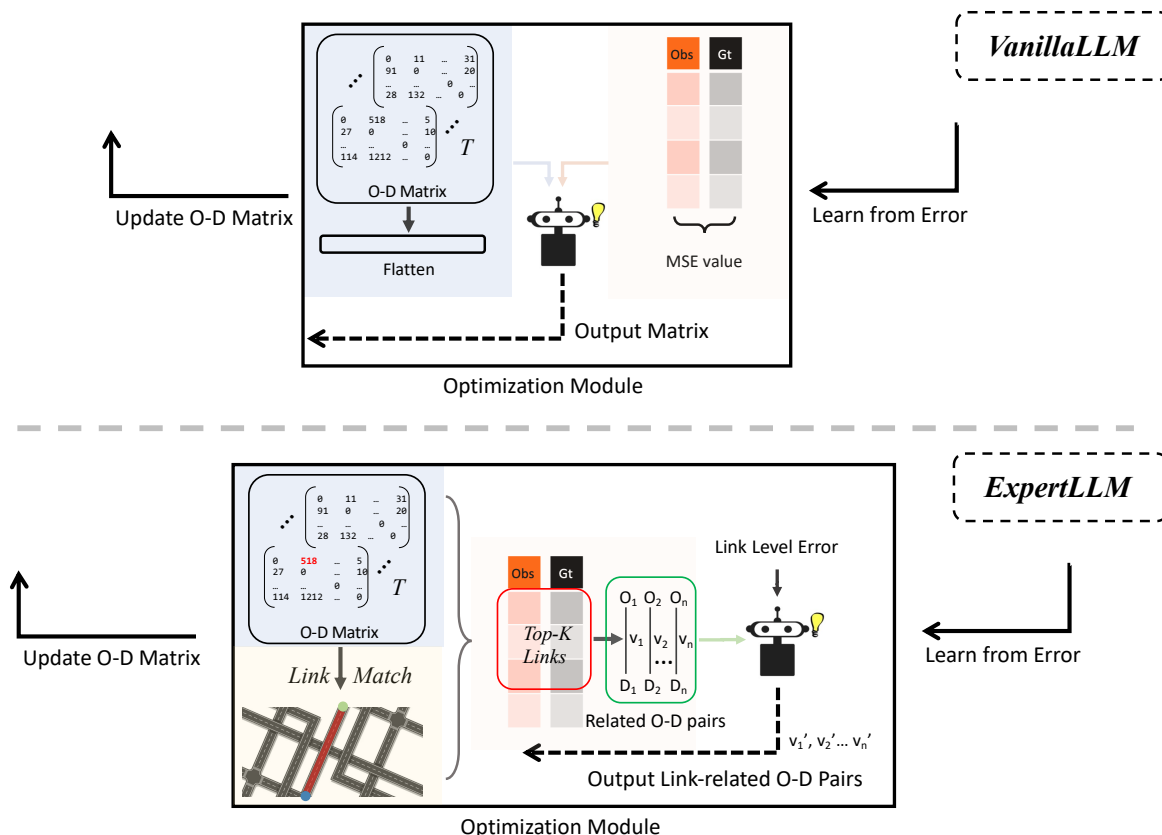 VanillaLLM
Obs Gt
0 11 … 31
91 0 … 20
… … 0 …
28 132 … 0
0 518 … 5
27 0 … 10
… … 0 …
114 1212 … 0
T
O-D Matrix
Flatten
MSE value
Update O-D Matrix
Learn from Error
Output Matrix
Optimization Module
ExpertLLM
0 11 … 31
91 0 … 20
… … 0 …
28 132 … 0
0 518 … 5
27 0 … 10
… … 0 …
114 1212 … 0
T
O-D Matrix
Link Match
Obs Gt
Top-K
Links
O₁ O₂ Oₙ
v₁ v₂ vₙ
...
D₁ D₂ Dₙ
Related O-D pairs
Link Level Error
Update O-D Matrix
Learn from Error
v₁’, v₂’... vₙ’
Output Link-related O-D Pairs
Optimization Module